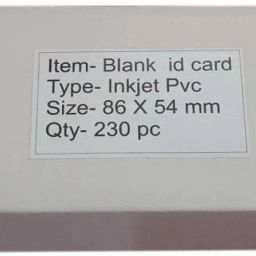 Item- Blank id card
Type- Inkjet Pvc
Size- 86 X 54 mm
Qty- 230 pc